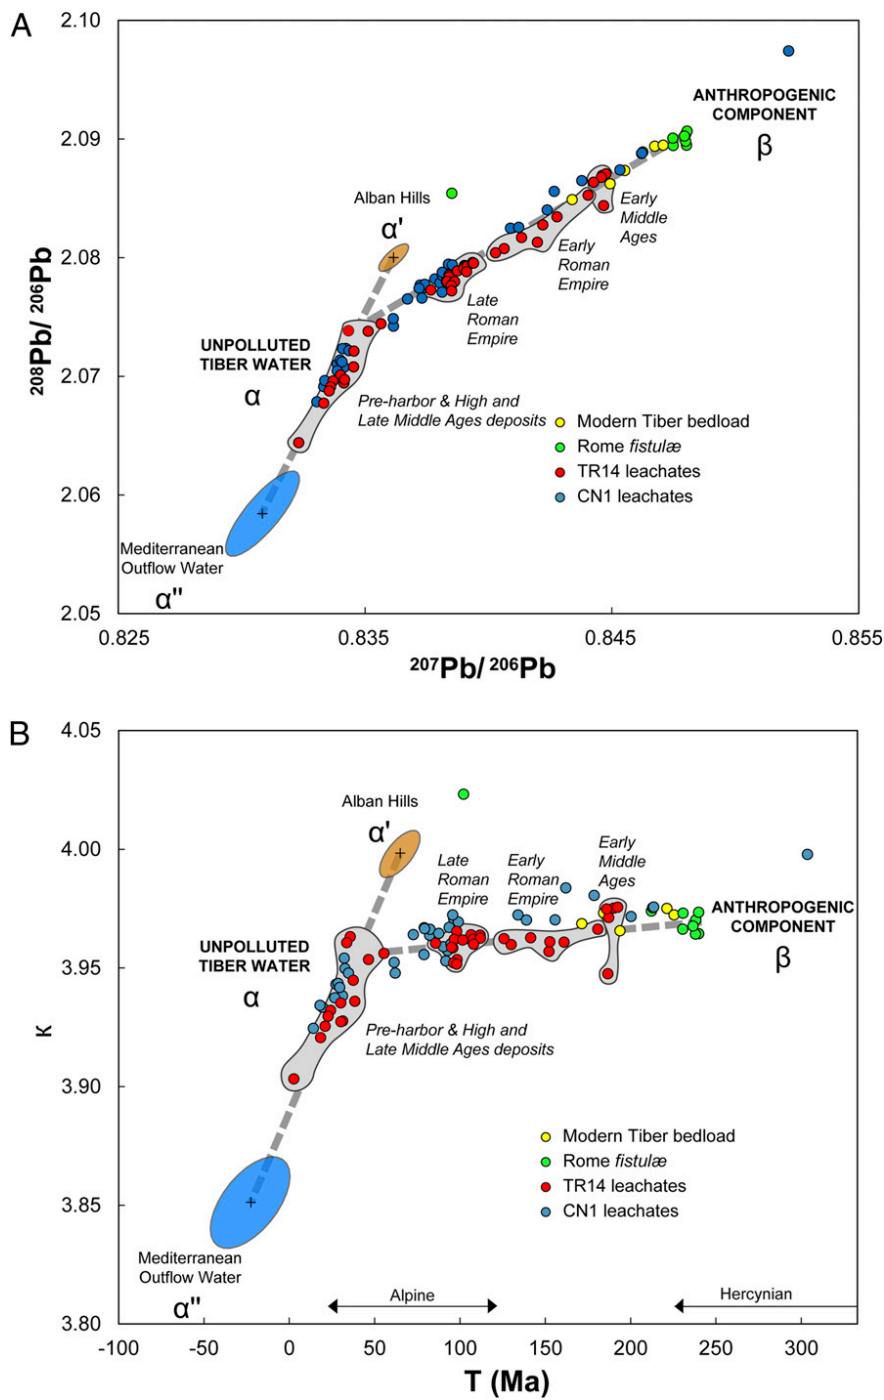 A
2.10
2.09
2.08
2.07
2.06
2.05
²⁰⁸Pb/ ²⁰⁶Pb
ANTHROPOGENIC
COMPONENT
β
Alban Hills
α'
Early
Middle
Ages
Early
Roman
Empire
Late
Roman
Empire
UNPOLLUTED
TIBER WATER
α
Pre-harbor & High and
Late Middle Ages deposits
Modern Tiber bedload
Rome fistulæ
TR14 leachates
CN1 leachates
Mediterranean
Outflow Water
α"
0.825 0.835 0.845 0.855
²⁰⁷Pb/ ²⁰⁶Pb
B
4.05
4.00
3.95
3.90
3.85
3.80
κ
Alban Hills
α'
Late
Roman
Empire
Early
Roman
Empire
Early
Middle
Ages
ANTHROPOGENIC
COMPONENT
β
UNPOLLUTED
TIBER WATER
α
Pre-harbor & High and
Late Middle Ages deposits
Modern Tiber bedload
Rome fistulæ
TR14 leachates
CN1 leachates
Mediterranean
Outflow Water
α"
Alpine
Hercynian
-100 -50 0 50 100 150 200 250 300
T (Ma)